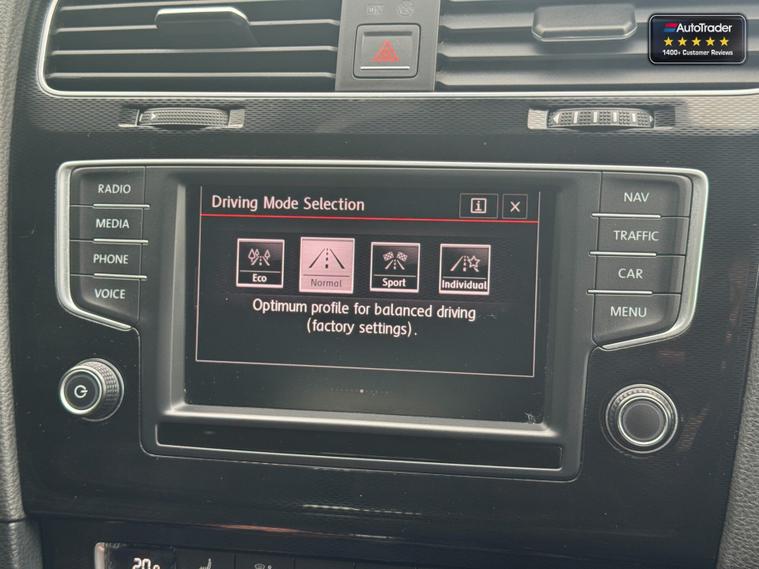 AutoTrader
1400+ Customer Reviews
RADIO
MEDIA
PHONE
VOICE
Driving Mode Selection
i
Eco
Normal
Sport
Individual
Optimum profile for balanced driving
(factory settings).
NAV
TRAFFIC
CAR
MENU